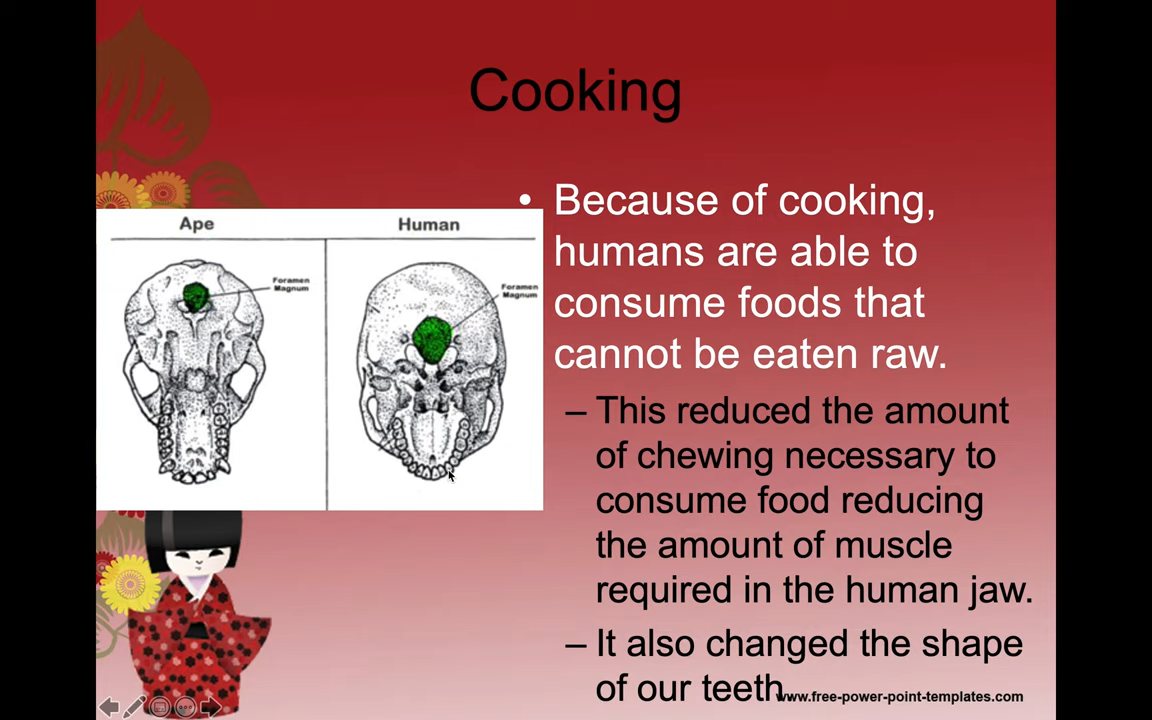 Cooking
Ape
Human
Foramen
Magnum
Foramen
Magnum
• Because of cooking,
humans are able to
consume foods that
cannot be eaten raw.
– This reduced the amount
of chewing necessary to
consume food reducing
the amount of muscle
required in the human jaw.
– It also changed the shape
of our teeth
www.free-power-point-templates.com